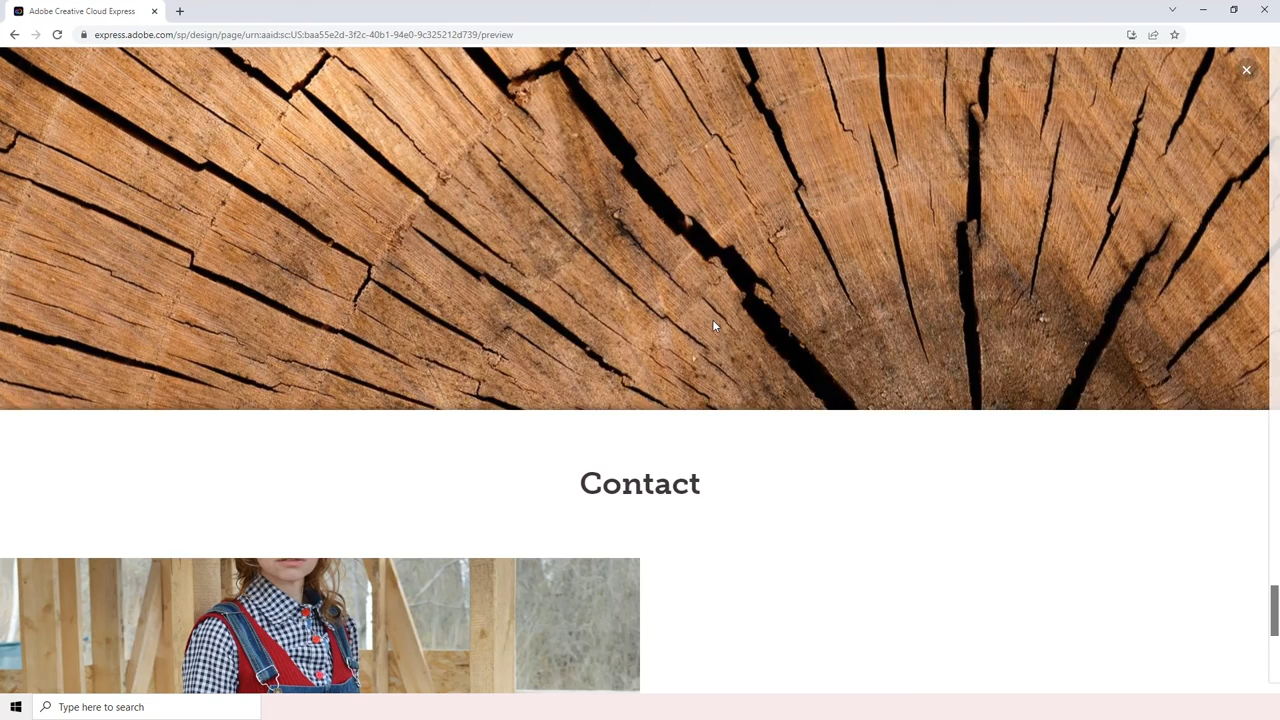 Adobe Creative Cloud Express
express.adobe.com/sp/design/page/urn:aaid:sc:US:baa55e2d-3f2c-40b1-94e0-9c325212d739/preview
Contact
Type here to search